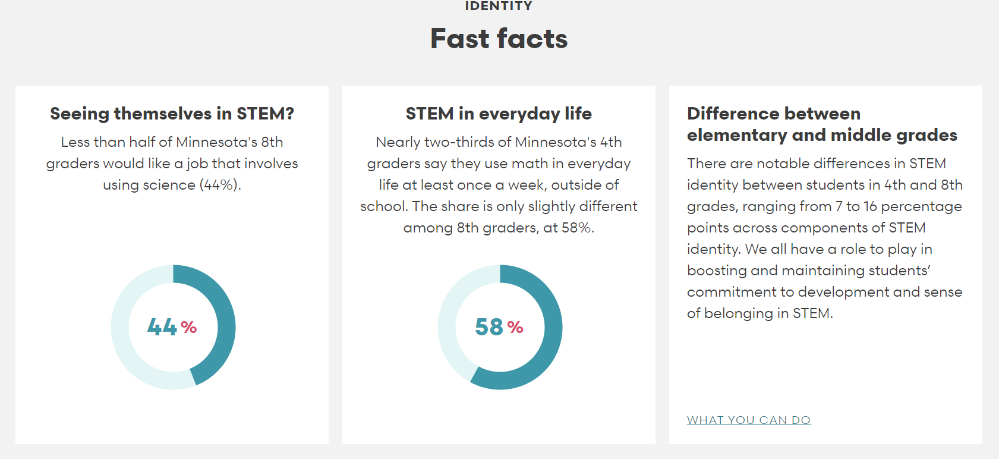 IDENTITY
Fast facts
Seeing themselves in STEM?
Less than half of Minnesota's 8th
graders would like a job that involves
using science (44%).
44 %
STEM in everyday life
Nearly two-thirds of Minnesota's 4th
graders say they use math in everyday
life at least once a week, outside of
school. The share is only slightly different
among 8th graders, at 58%.
58 %
Difference between
elementary and middle grades
There are notable differences in STEM
identity between students in 4th and 8th
grades, ranging from 7 to 16 percentage
points across components of STEM
identity. We all have a role to play in
boosting and maintaining students’
commitment to development and sense
of belonging in STEM.
WHAT YOU CAN DO